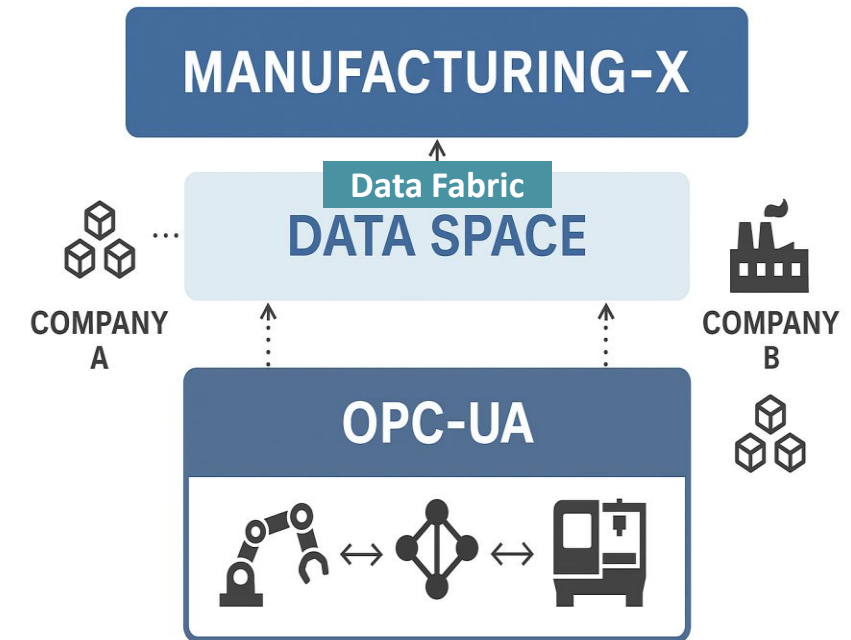 MANUFACTURING-X
Data Fabric
DATA SPACE
...
COMPANY
A
COMPANY
B
OPC-UA